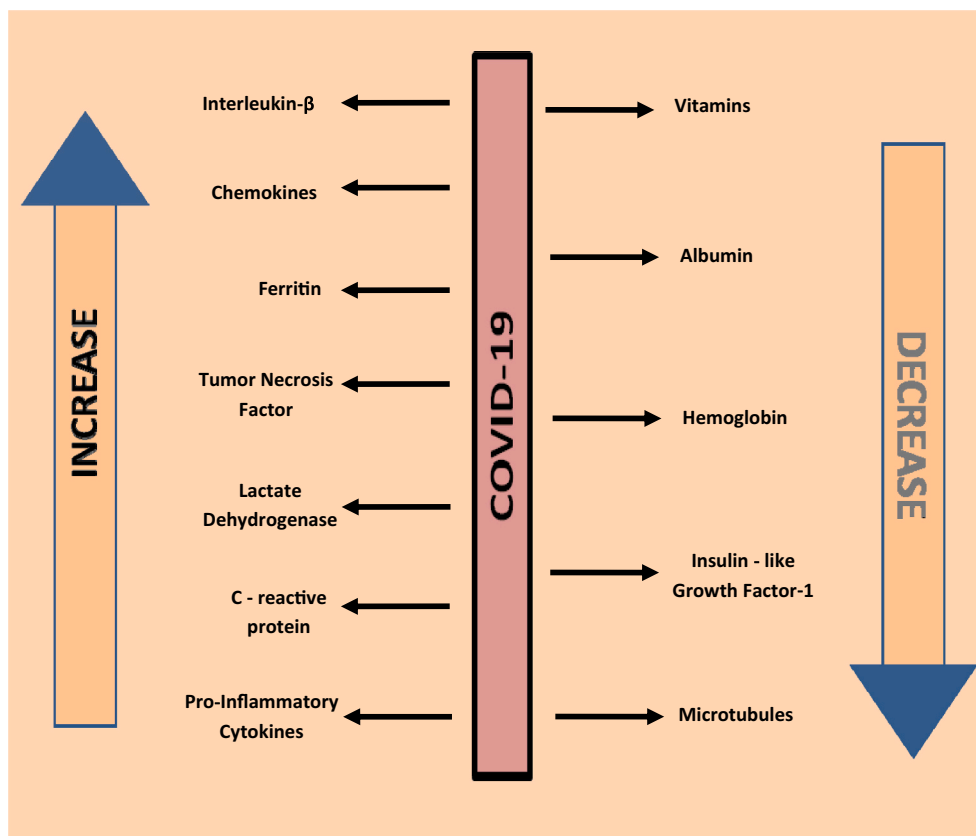 INCREASE
Interleukin-β
Chemokines
Ferritin
Tumor Necrosis
Factor
Lactate
Dehydrogenase
C - reactive
protein
Pro-Inflammatory
Cytokines
COVID-19
Vitamins
Albumin
Hemoglobin
Insulin - like
Growth Factor-1
Microtubules
DECREASE